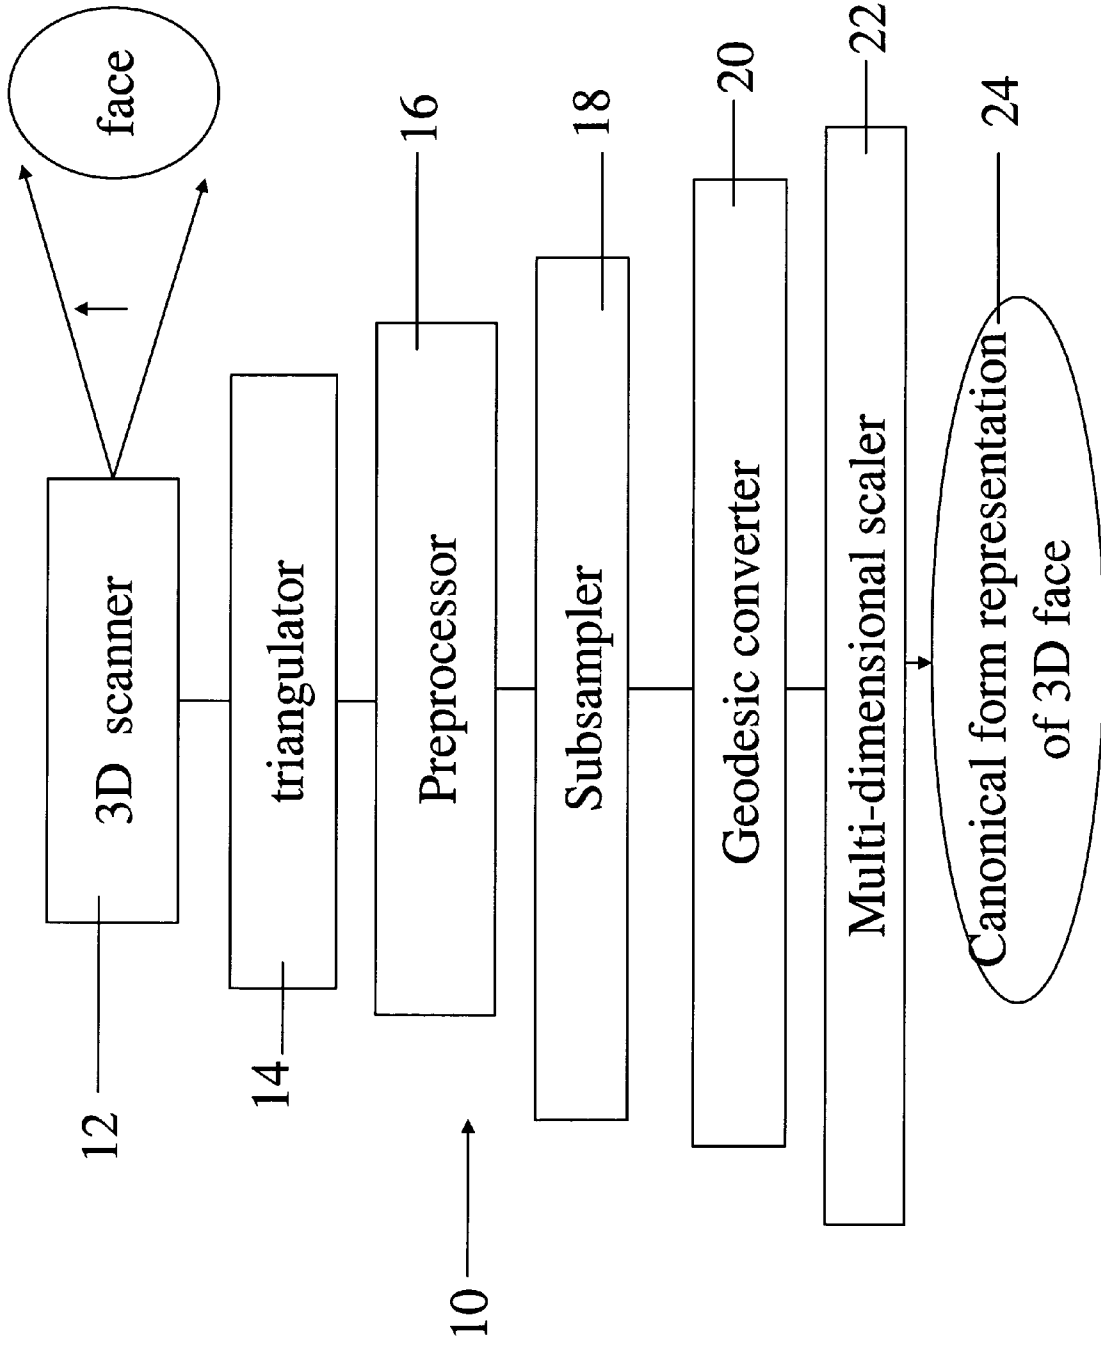 face
3D scanner
12
triangulator
14
Preprocessor
16
10
Subsampler
18
Geodesic converter
20
Multi-dimensional scaler
22
Canonical form representation
of 3D face
24